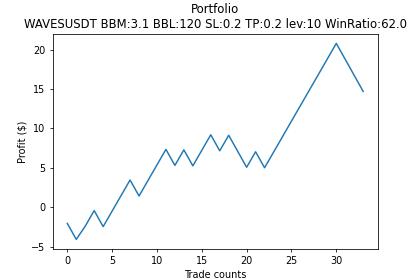 Portfolio
WAVESUSDT BBM:3.1 BBL:120 SL:0.2 TP:0.2 lev:10 WinRatio:62.0
20
15
10
5
0
−5
Profit ($)
0 5 10 15 20 25 30
Trade counts